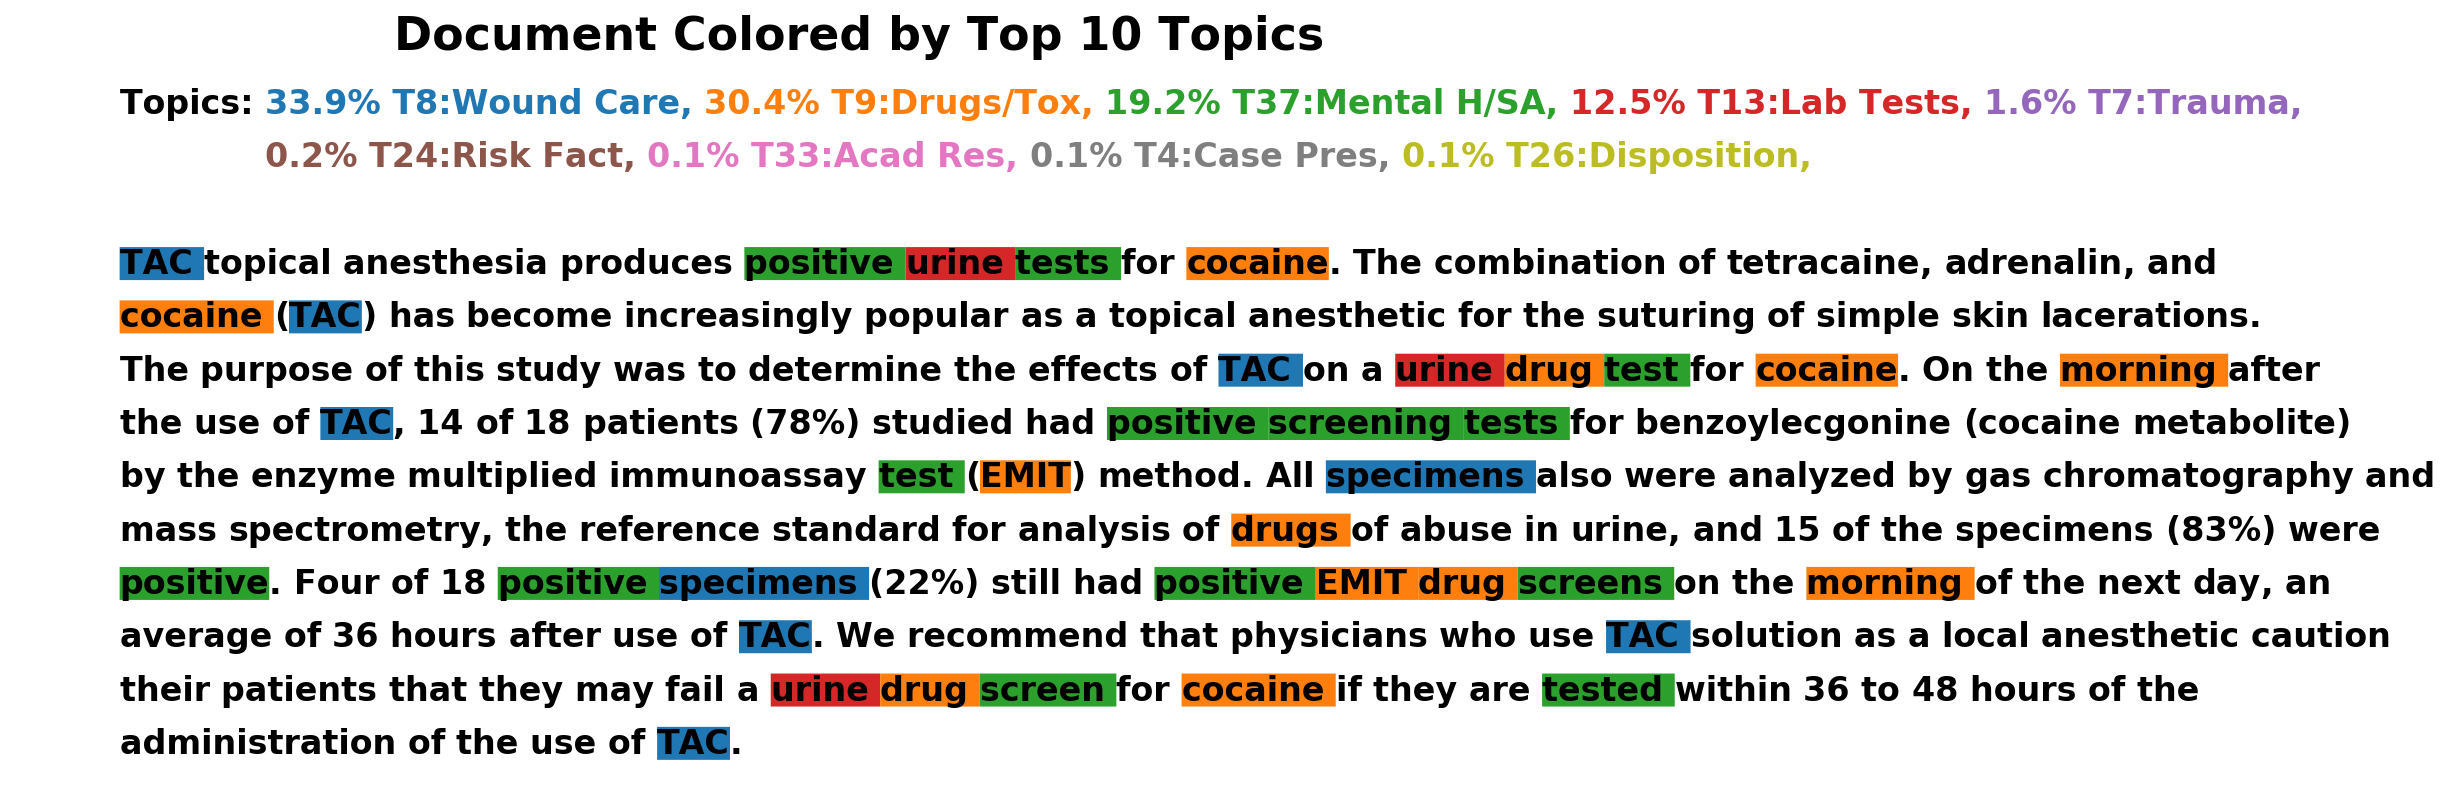 Document Colored by Top 10 Topics
Topics: 33.9% T8:Wound Care, 30.4% T9:Drugs/Tox, 19.2% T37:Mental H/SA, 12.5% T13:Lab Tests, 1.6% T7:Trauma,
0.2% T24:Risk Fact, 0.1% T33:Acad Res, 0.1% T4:Case Pres, 0.1% T26:Disposition,
TAC topical anesthesia produces positive urine tests for cocaine. The combination of tetracaine, adrenalin, and
cocaine (TAC) has become increasingly popular as a topical anesthetic for the suturing of simple skin lacerations.
The purpose of this study was to determine the effects of TAC on a urine drug test for cocaine. On the morning after
the use of TAC, 14 of 18 patients (78%) studied had positive screening tests for benzoylecgonine (cocaine metabolite)
by the enzyme multiplied immunoassay test (EMIT) method. All specimens also were analyzed by gas chromatography and
mass spectrometry, the reference standard for analysis of drugs of abuse in urine, and 15 of the specimens (83%) were
positive. Four of 18 positive specimens (22%) still had positive EMIT drug screens on the morning of the next day, an
average of 36 hours after use of TAC. We recommend that physicians who use TAC solution as a local anesthetic caution
their patients that they may fail a urine drug screen for cocaine if they are tested within 36 to 48 hours of the
administration of the use of TAC.